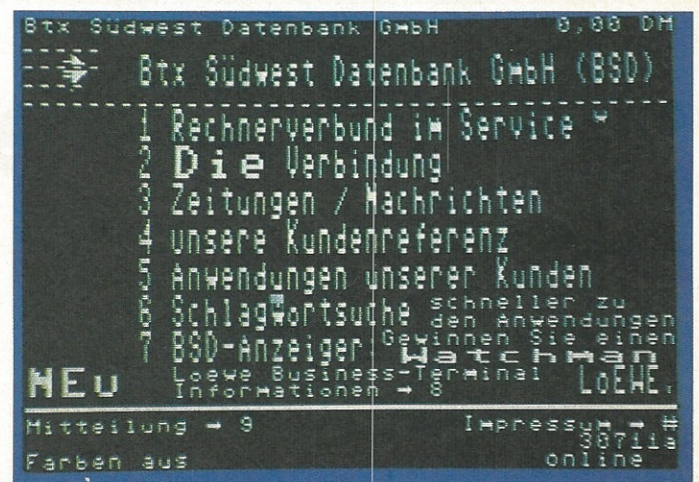 Btx Südwest Datenbank GmbH 0,00 DM
Btx Südwest Datenbank GmbH (BSD)
1 Rechnerverbund im Service
2 Die Verbindung
3 Zeitungen / Nachrichten
4 unsere Kundenreferenz
5 Anwendungen unserer Kunden
6 Schlagwortsuche schneller zu
den Anwendungen
7 BSD-Anzeiger Gewinnen Sie einen
Watchman
NEu Loewe Business-Terminal
Informationen → 8 LoEWE.
Mitteilung → 9 Impressum → #
30711a
Farben aus online